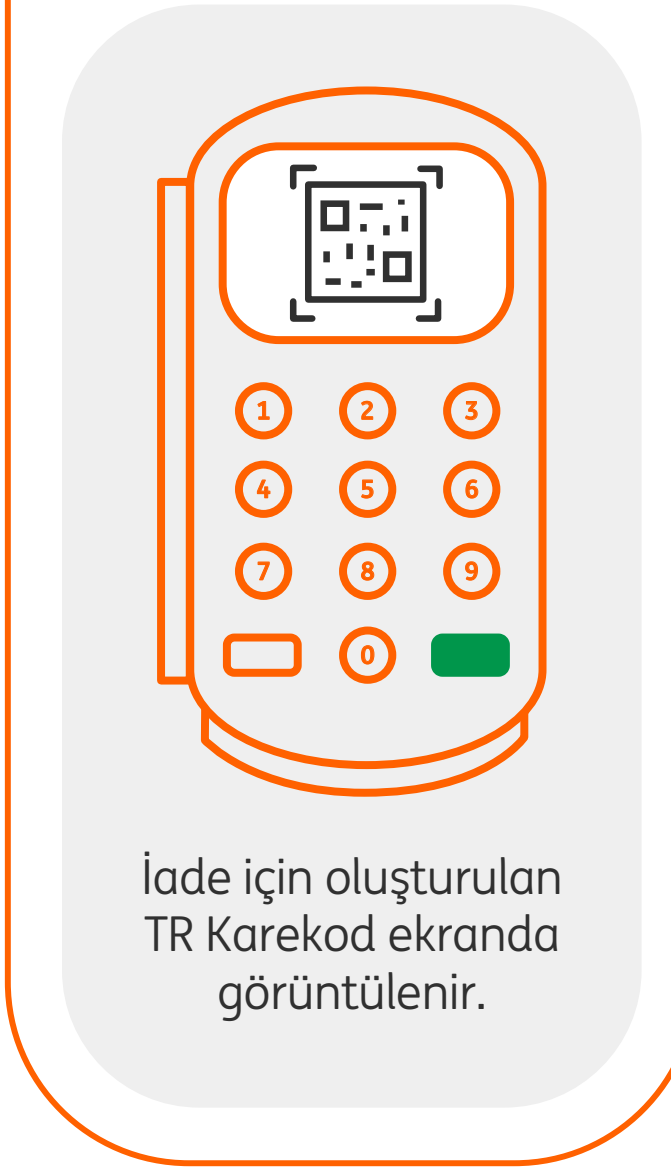 1 2 3
4 5 6
7 8 9
0
İade için oluşturulan
TR Karekod ekranda
görüntülenir.